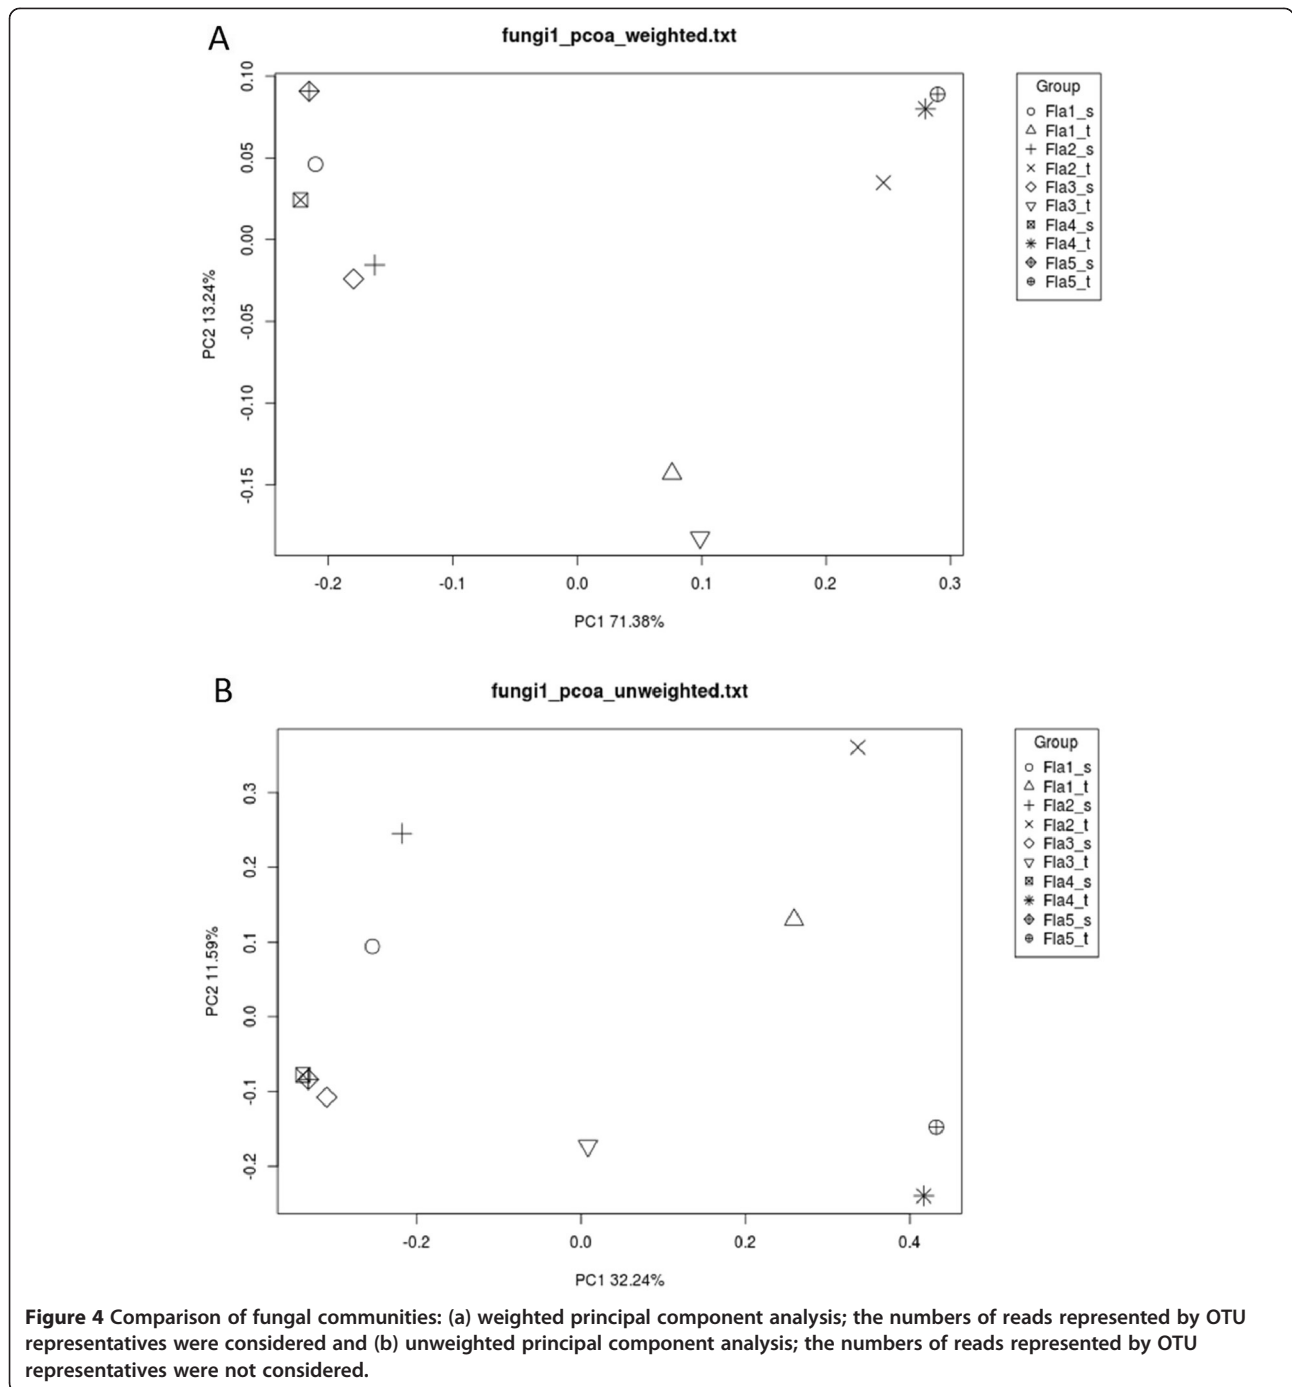 A
fungi1_pcoa_weighted.txt
0.10
0.05
0.00
-0.05
-0.10
-0.15
PC2 13.24%
-0.2 -0.1 0.0 0.1 0.2 0.3
PC1 71.38%
Group
Fla1_s
Fla1_t
Fla2_s
Fla2_t
Fla3_s
Fla3_t
Fla4_s
Fla4_t
Fla5_s
Fla5_t
B
fungi1_pcoa_unweighted.txt
0.3
0.2
0.1
0.0
-0.1
-0.2
PC2 11.59%
-0.2 0.0 0.2 0.4
PC1 32.24%
Group
Fla1_s
Fla1_t
Fla2_s
Fla2_t
Fla3_s
Fla3_t
Fla4_s
Fla4_t
Fla5_s
Fla5_t
Figure 4 Comparison of fungal communities: (a) weighted principal component analysis; the numbers of reads represented by OTU
representatives were considered and (b) unweighted principal component analysis; the numbers of reads represented by OTU
representatives were not considered.